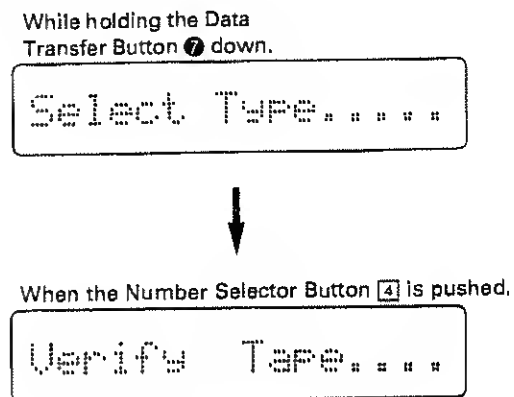 While holding the Data
Transfer Button ❼ down.
Select Type.....
When the Number Selector Button 4 is pushed.
Verify Tape....